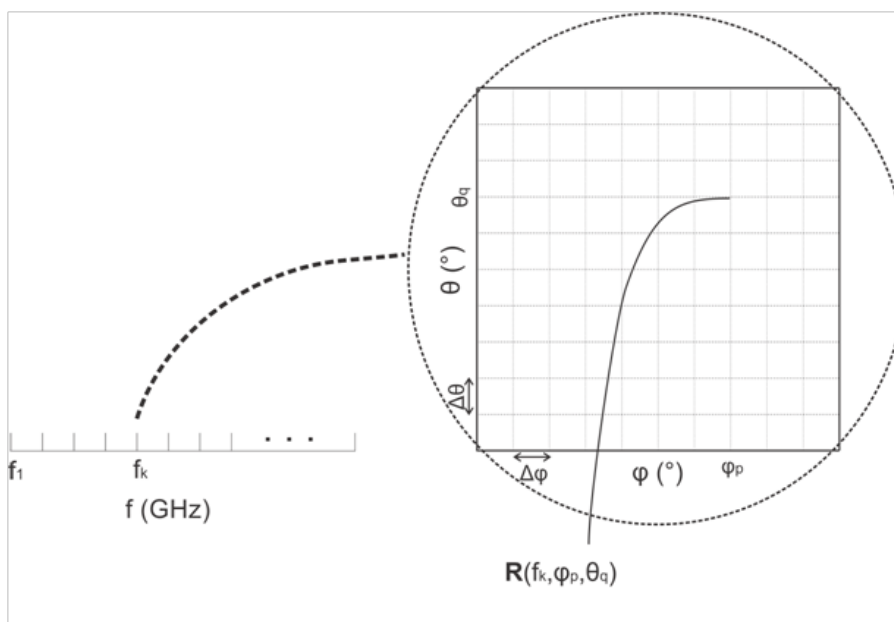 θq
θ (°)
Δθ
. . .
f₁
fₖ
Δφ
φ (°)
φₚ
f (GHz)
R(fₖ,φₚ,θq)